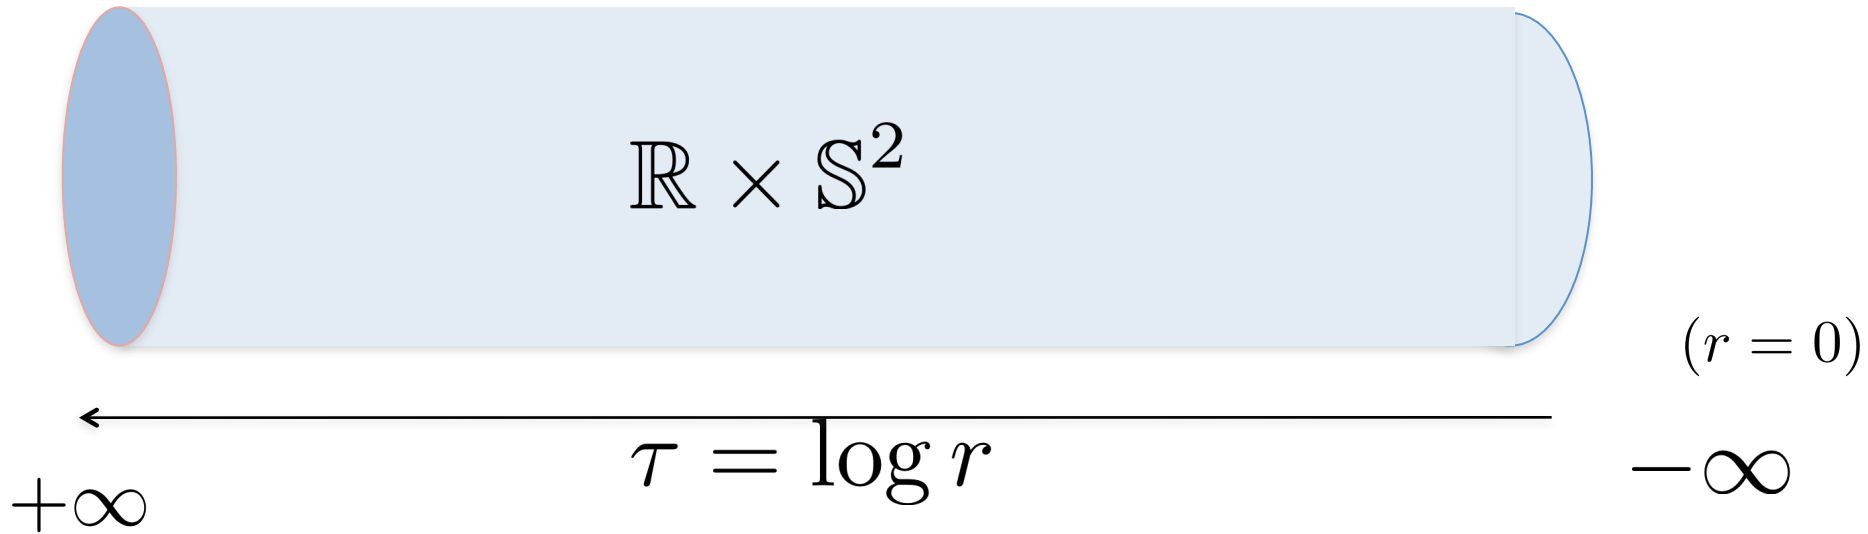 ℝ × 𝕊²
(r = 0)
τ = log r
−∞
+∞